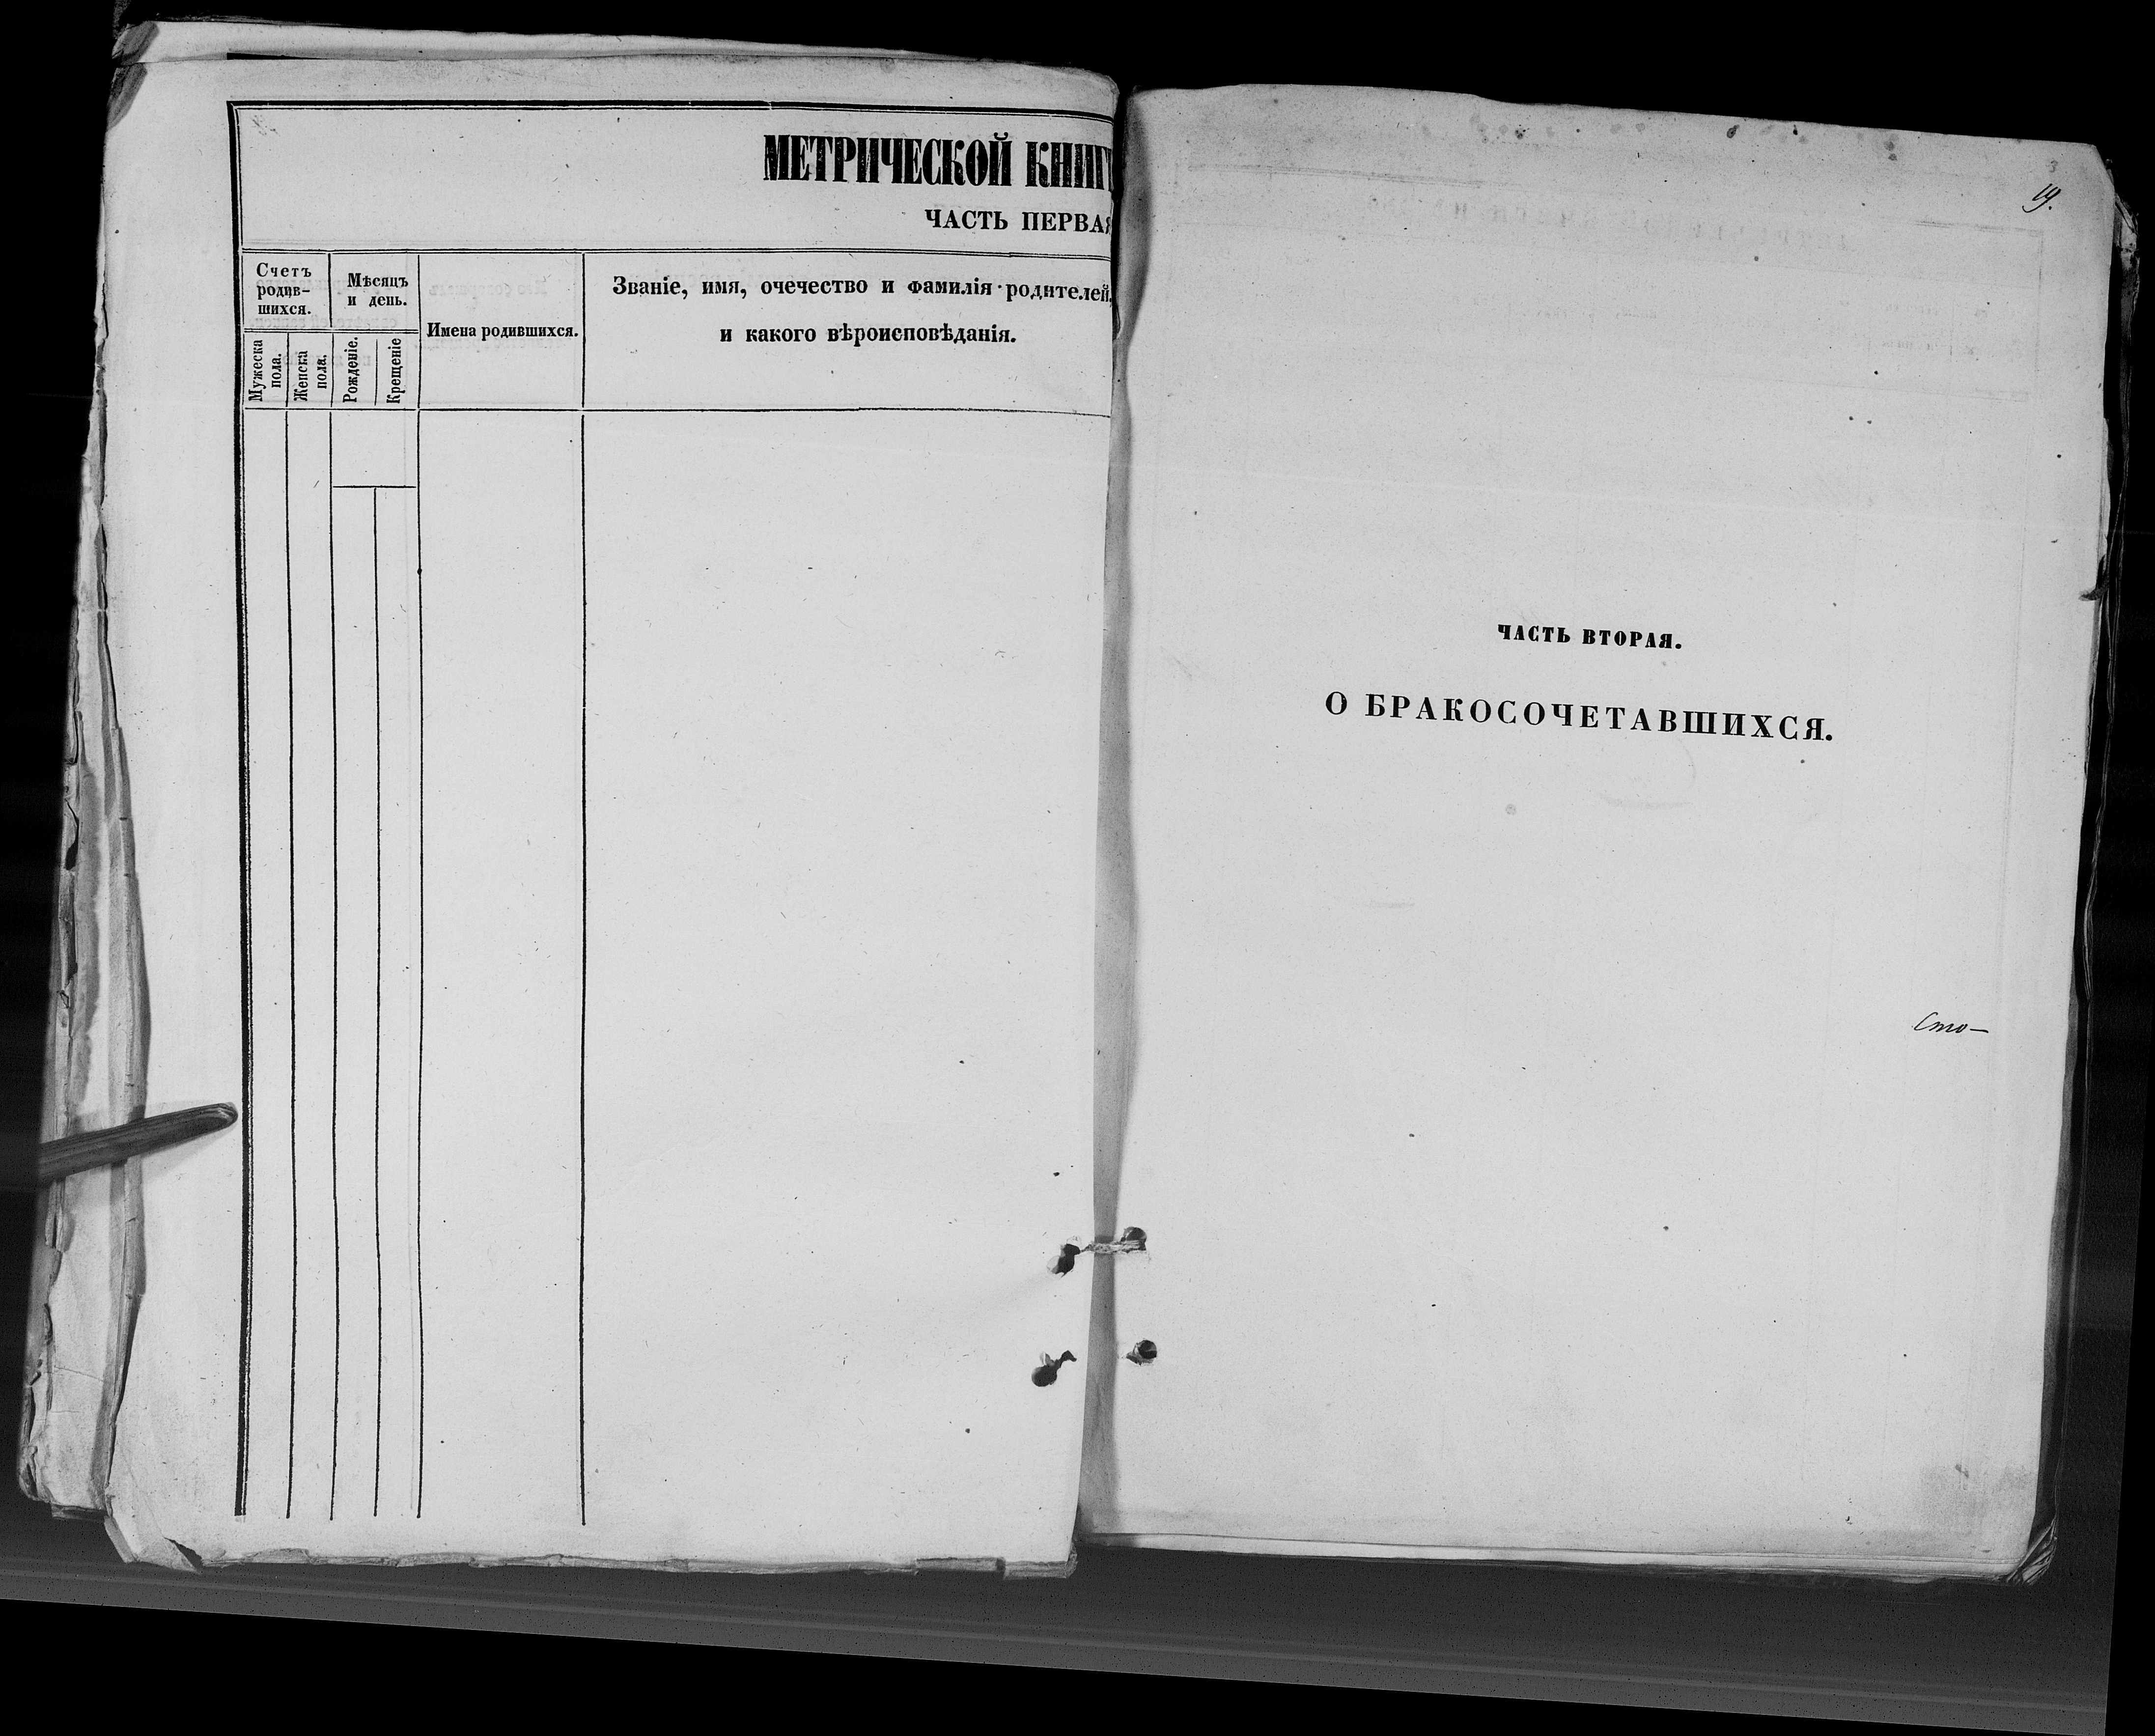 МЕТРИЧЕСКОЙ КНИГИ
ЧАСТЬ ПЕРВАЯ
Счетъ
родив-
шихся.
Мужеска
пола.
Женска
пола.
Мѣсяцъ
и день.
Рожденіе.
Крещеніе
Имена родившихся.
Званіе, имя, очечество и фамилія родителей,
и какого вѣроисповѣданія.
19.
ЧАСТЬ ВТОРАЯ.
О БРАКОСОЧЕТАВШИХСЯ.
Сто—